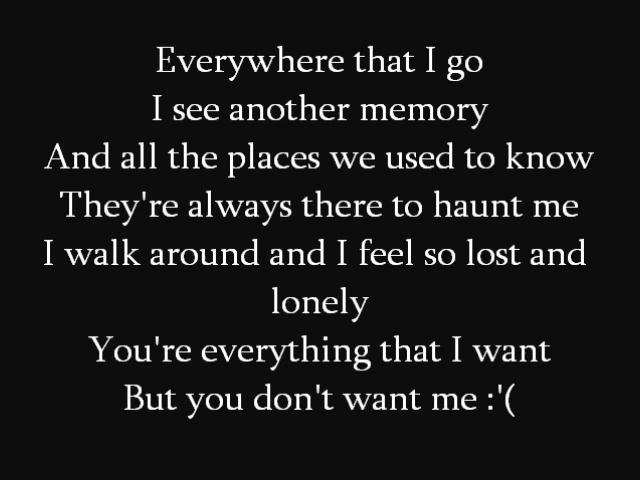 Everywhere that I go
I see another memory
And all the places we used to know
They're always there to haunt me
I walk around and I feel so lost and
lonely
You're everything that I want
But you don't want me :'(